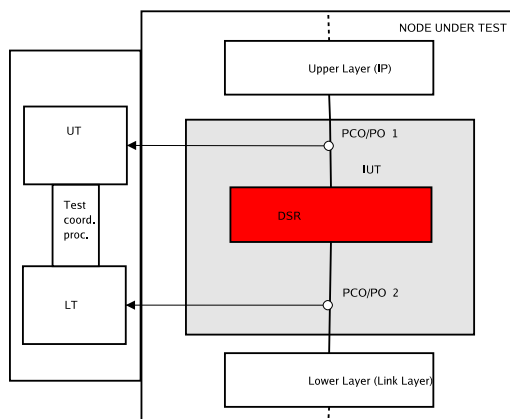 NODE UNDER TEST
Upper Layer (IP)
UT
PCO/PO 1
IUT
Test
coord.
proc.
DSR
PCO/PO 2
LT
Lower Layer (Link Layer)